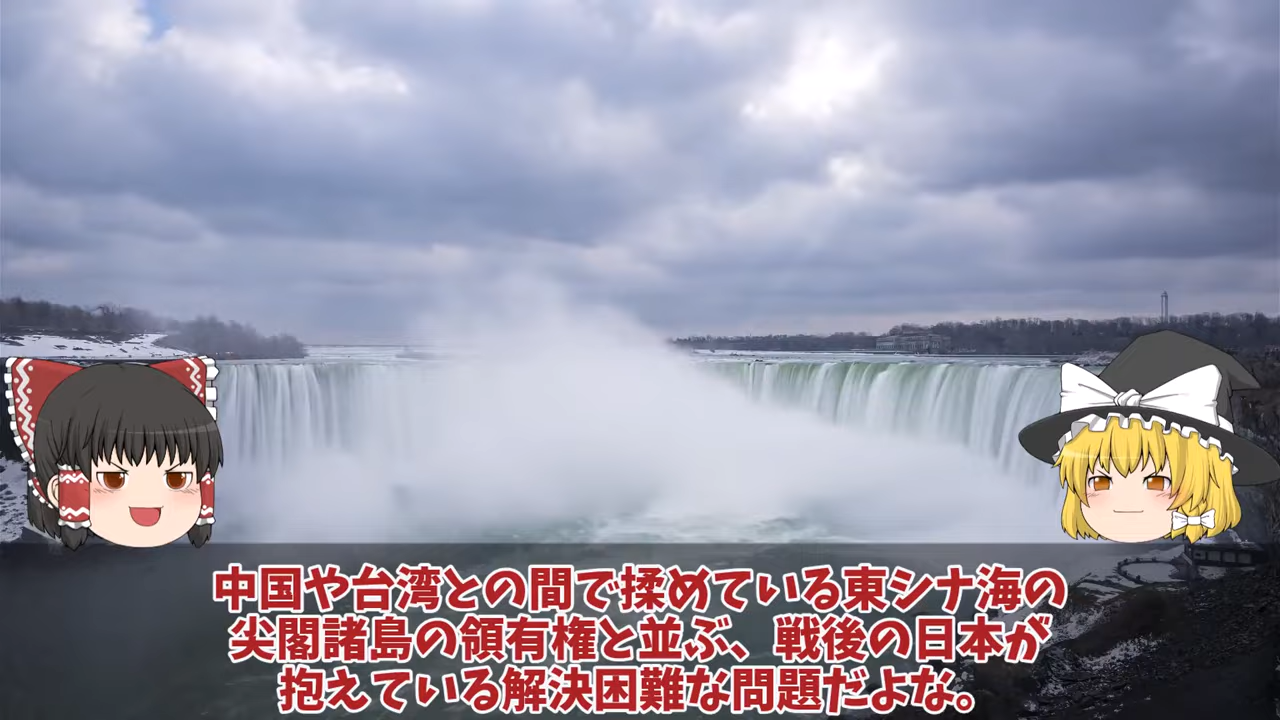 中国や台湾との間で揉めている東シナ海の
尖閣諸島の領有権と並ぶ、戦後の日本が
抱えている解決困難な問題だよな。